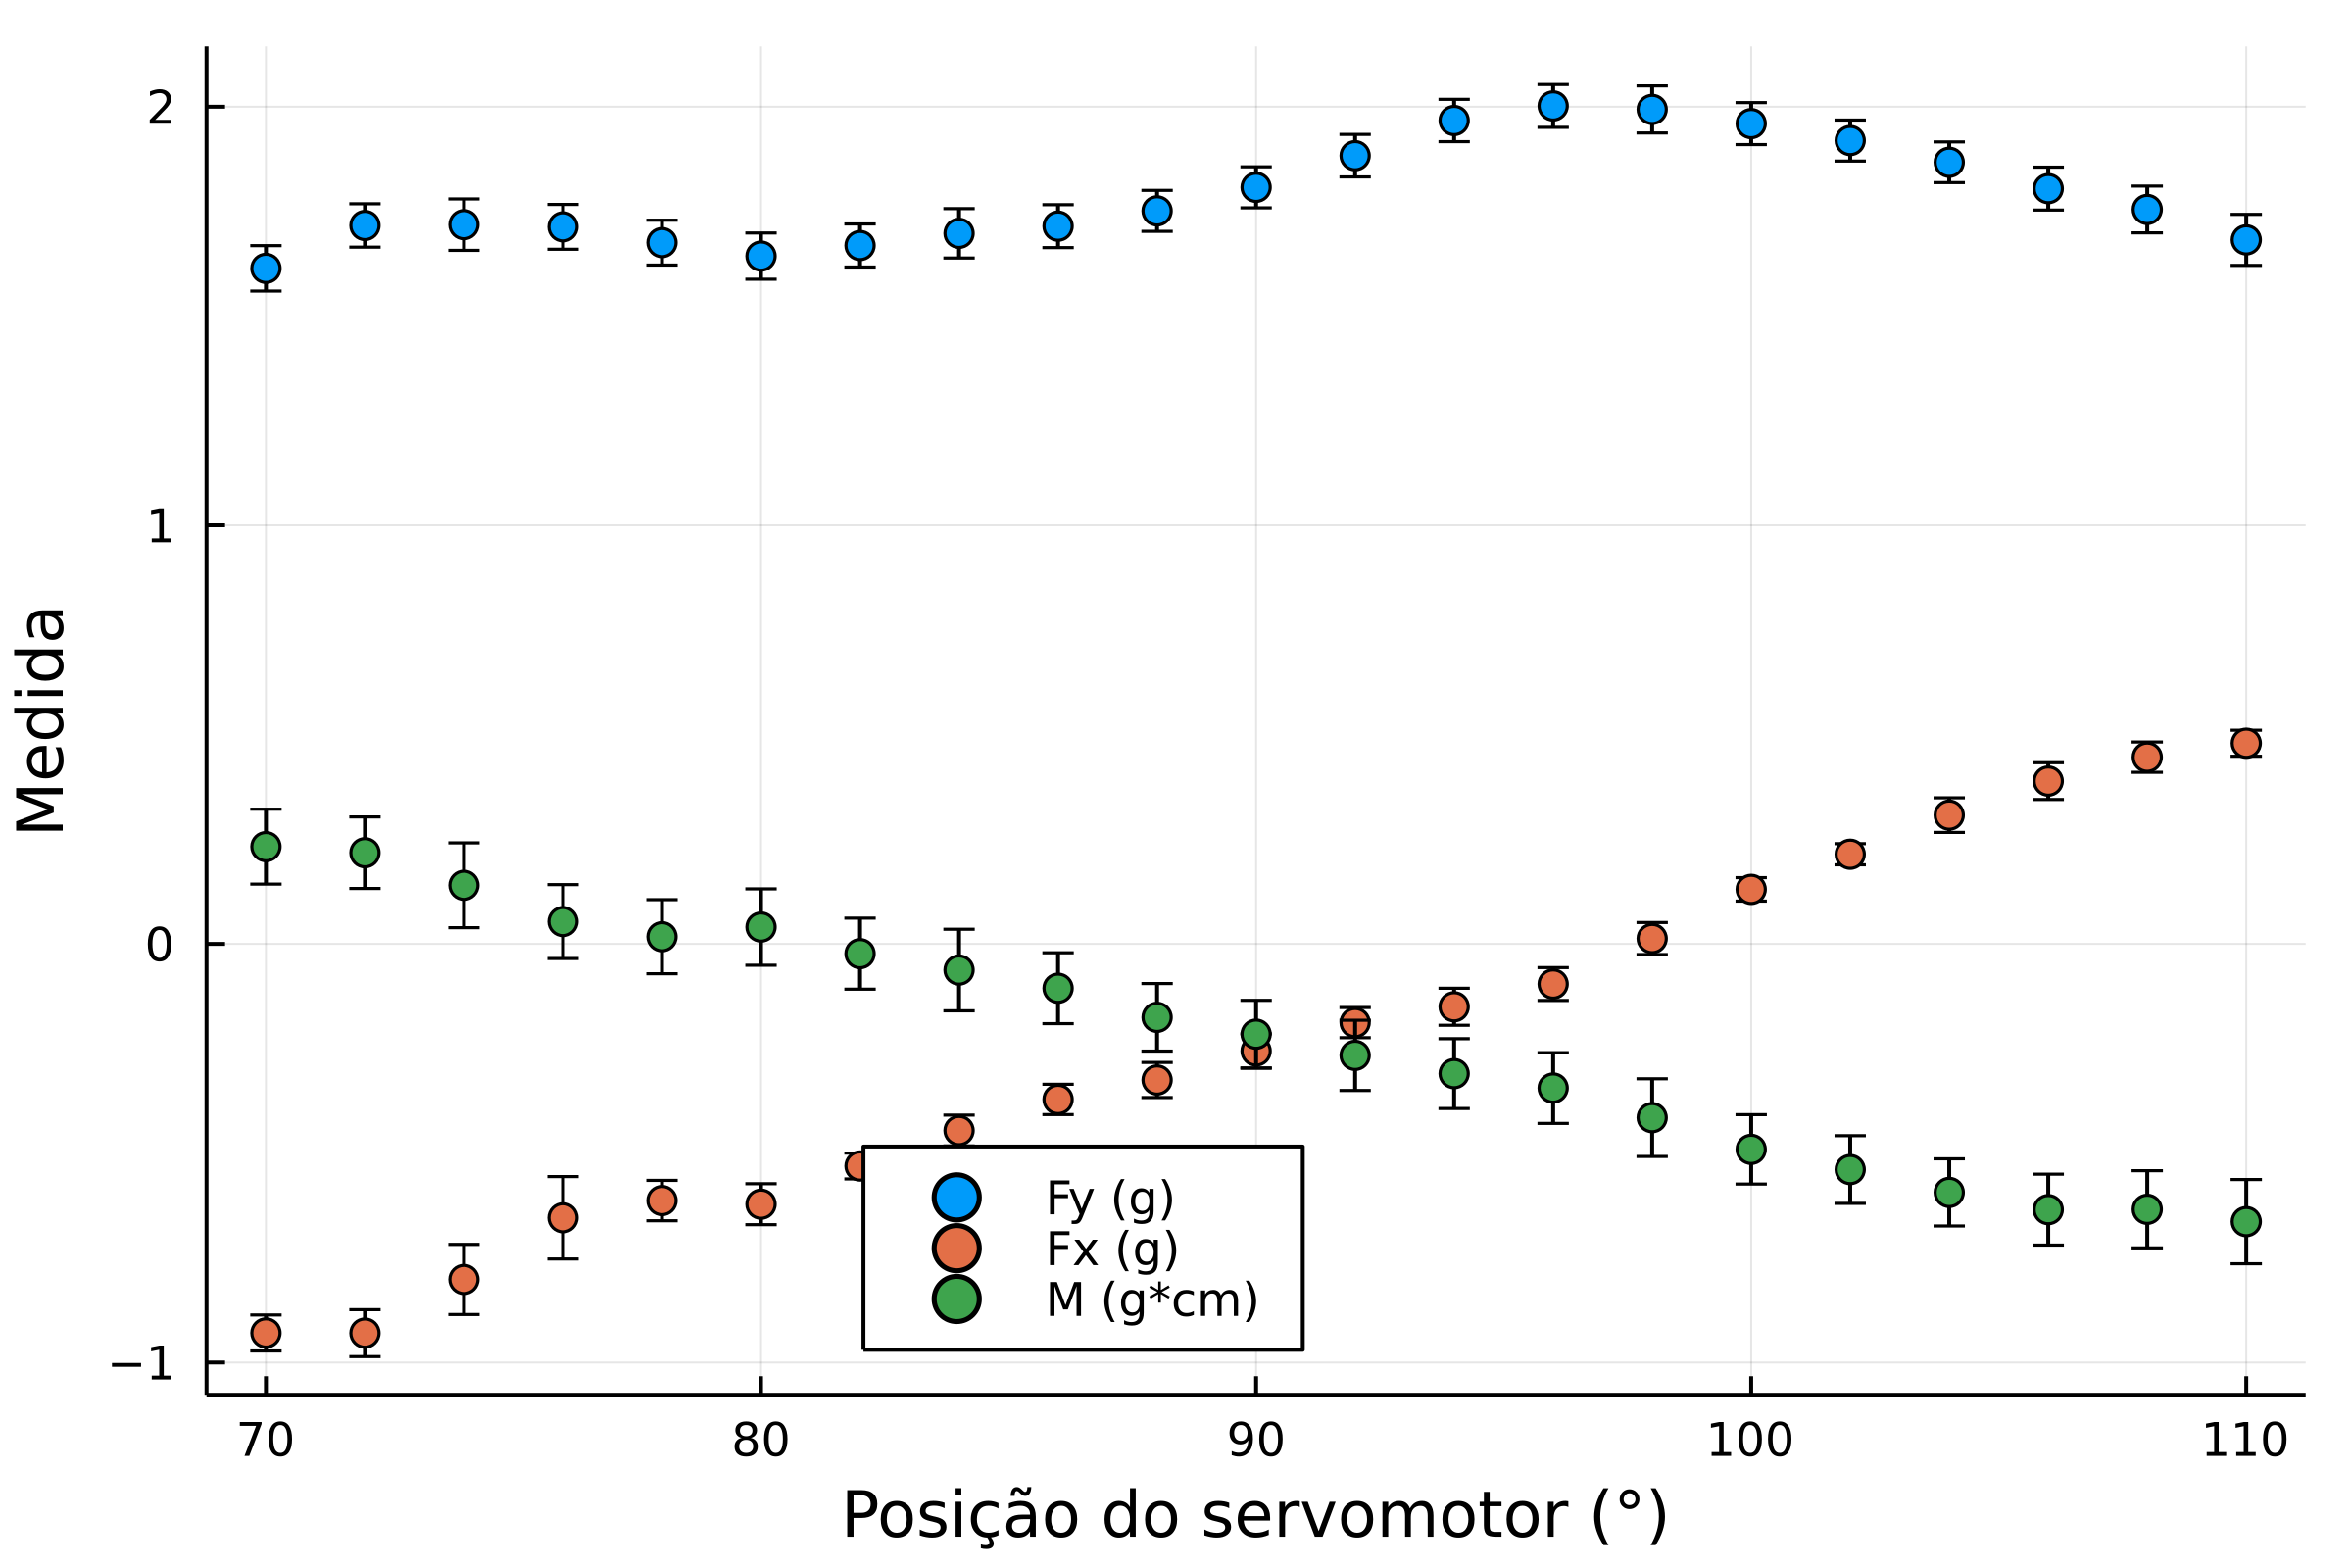 Medida
2
1
0
−1
70 80 90 100 110
Posição do servomotor (°)
Fy (g)
Fx (g)
M (g*cm)